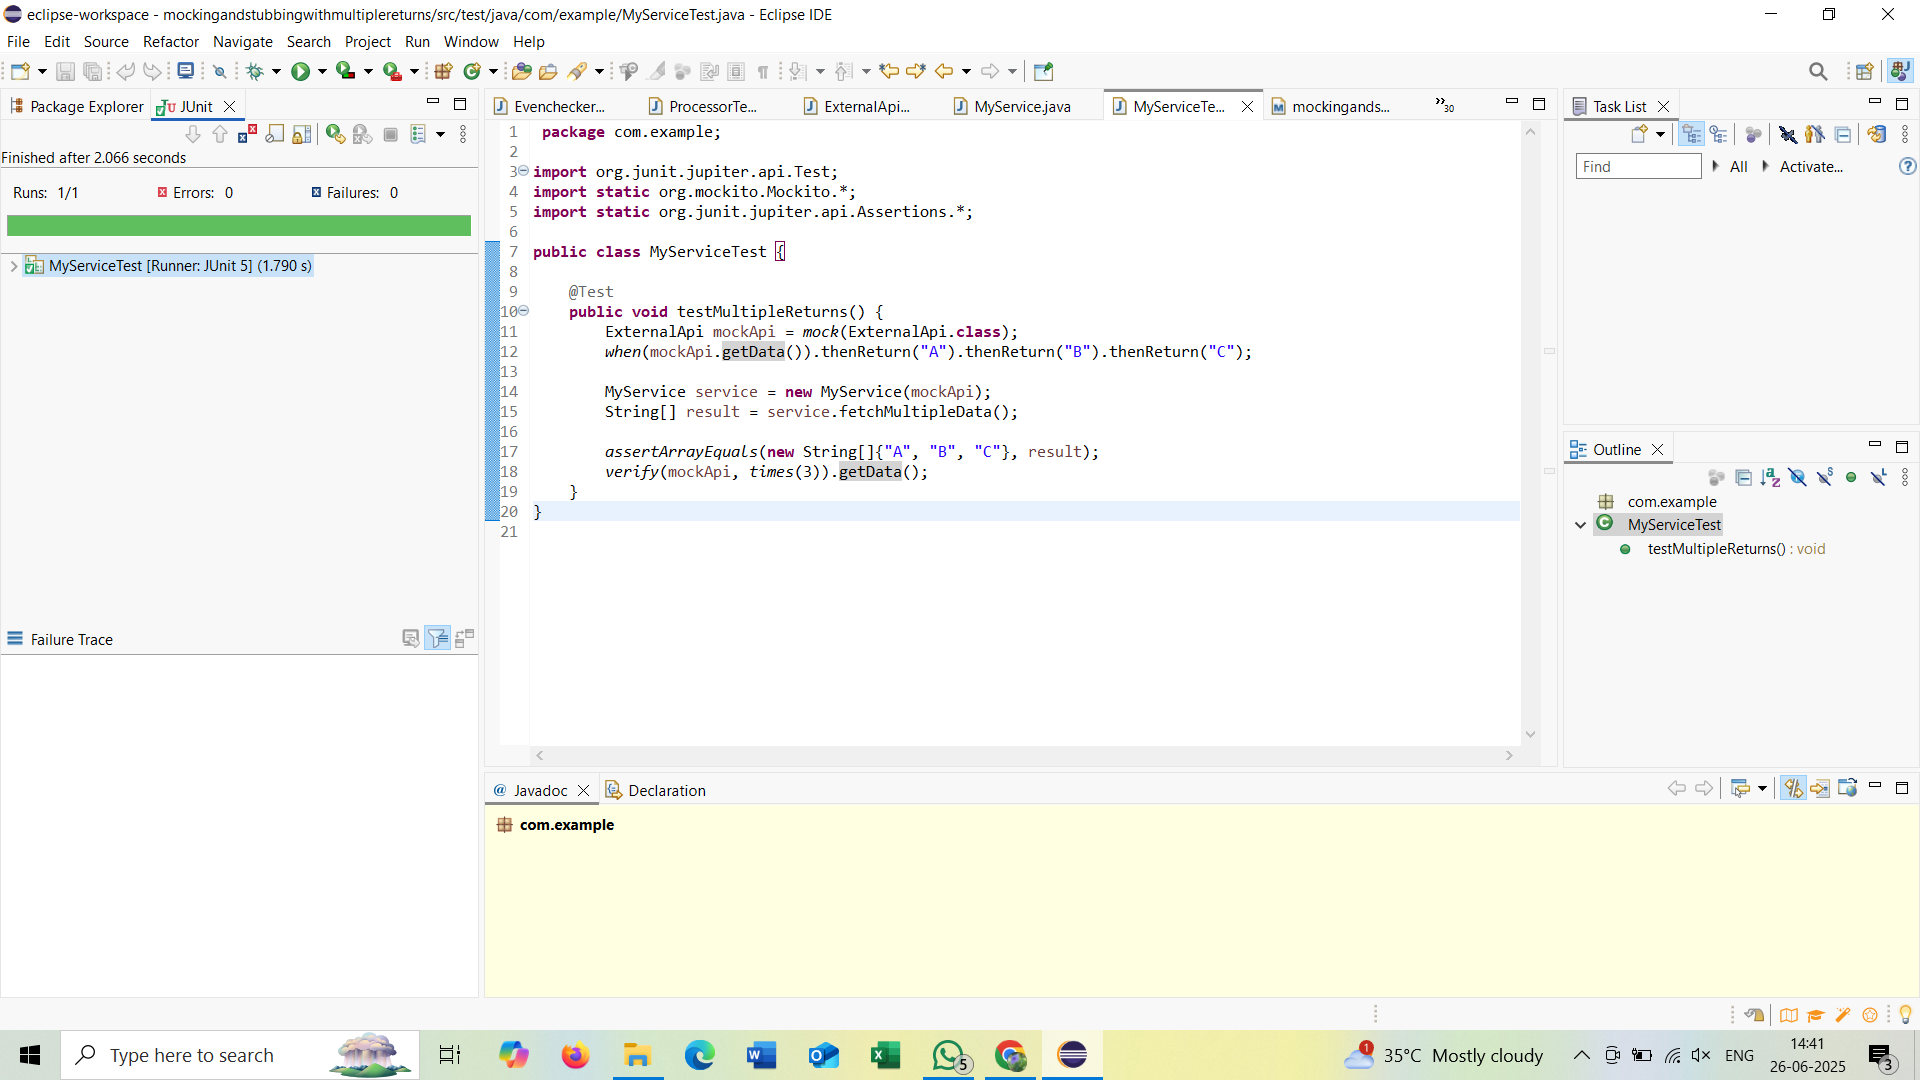 eclipse-workspace - mockingandstubbingwithmultiplereturns/src/test/java/com/example/MyServiceTest.java - Eclipse IDE
File Edit Source Refactor Navigate Search Project Run Window Help
Package Explorer JUnit
Finished after 2.066 seconds
Runs: 1/1 Errors: 0 Failures: 0
MyServiceTest [Runner: JUnit 5] (1.790 s)
Failure Trace
Evenchecker... ProcessorTe... ExternalApi... MyService.java MyServiceTe... mockingands... »30
1 package com.example;
2
3 import org.junit.jupiter.api.Test;
4 import static org.mockito.Mockito.*;
5 import static org.junit.jupiter.api.Assertions.*;
6
7 public class MyServiceTest {
8
9 @Test
10 public void testMultipleReturns() {
11 ExternalApi mockApi = mock(ExternalApi.class);
12 when(mockApi.getData()).thenReturn("A").thenReturn("B").thenReturn("C");
13
14 MyService service = new MyService(mockApi);
15 String[] result = service.fetchMultipleData();
16
17 assertArrayEquals(new String[]{"A", "B", "C"}, result);
18 verify(mockApi, times(3)).getData();
19 }
20 }
21
Task List
Find All Activate...
Outline
com.example
MyServiceTest
testMultipleReturns() : void
@ Javadoc Declaration
com.example
Type here to search
5
1
35°C Mostly cloudy
ENG
14:41
26-06-2025
3